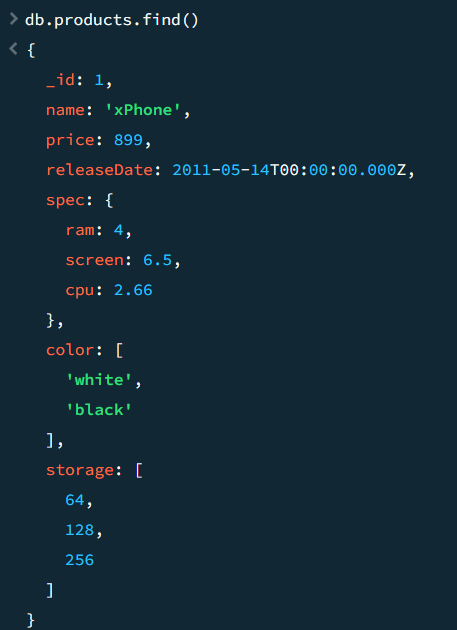 > db.products.find()
< {
_id: 1,
name: 'xPhone',
price: 899,
releaseDate: 2011-05-14T00:00:00.000Z,
spec: {
ram: 4,
screen: 6.5,
cpu: 2.66
},
color: [
'white',
'black'
],
storage: [
64,
128,
256
]
}